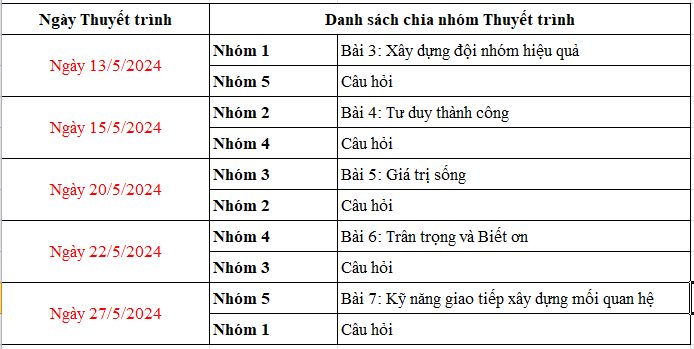 Ngày Thuyết trình Danh sách chia nhóm Thuyết trình
Ngày 13/5/2024
Nhóm 1 Bài 3: Xây dựng đội nhóm hiệu quả
Nhóm 5 Câu hỏi
Ngày 15/5/2024
Nhóm 2 Bài 4: Tư duy thành công
Nhóm 4 Câu hỏi
Ngày 20/5/2024
Nhóm 3 Bài 5: Giá trị sống
Nhóm 2 Câu hỏi
Ngày 22/5/2024
Nhóm 4 Bài 6: Trân trọng và Biết ơn
Nhóm 3 Câu hỏi
Ngày 27/5/2024
Nhóm 5 Bài 7: Kỹ năng giao tiếp xây dựng mối quan hệ
Nhóm 1 Câu hỏi